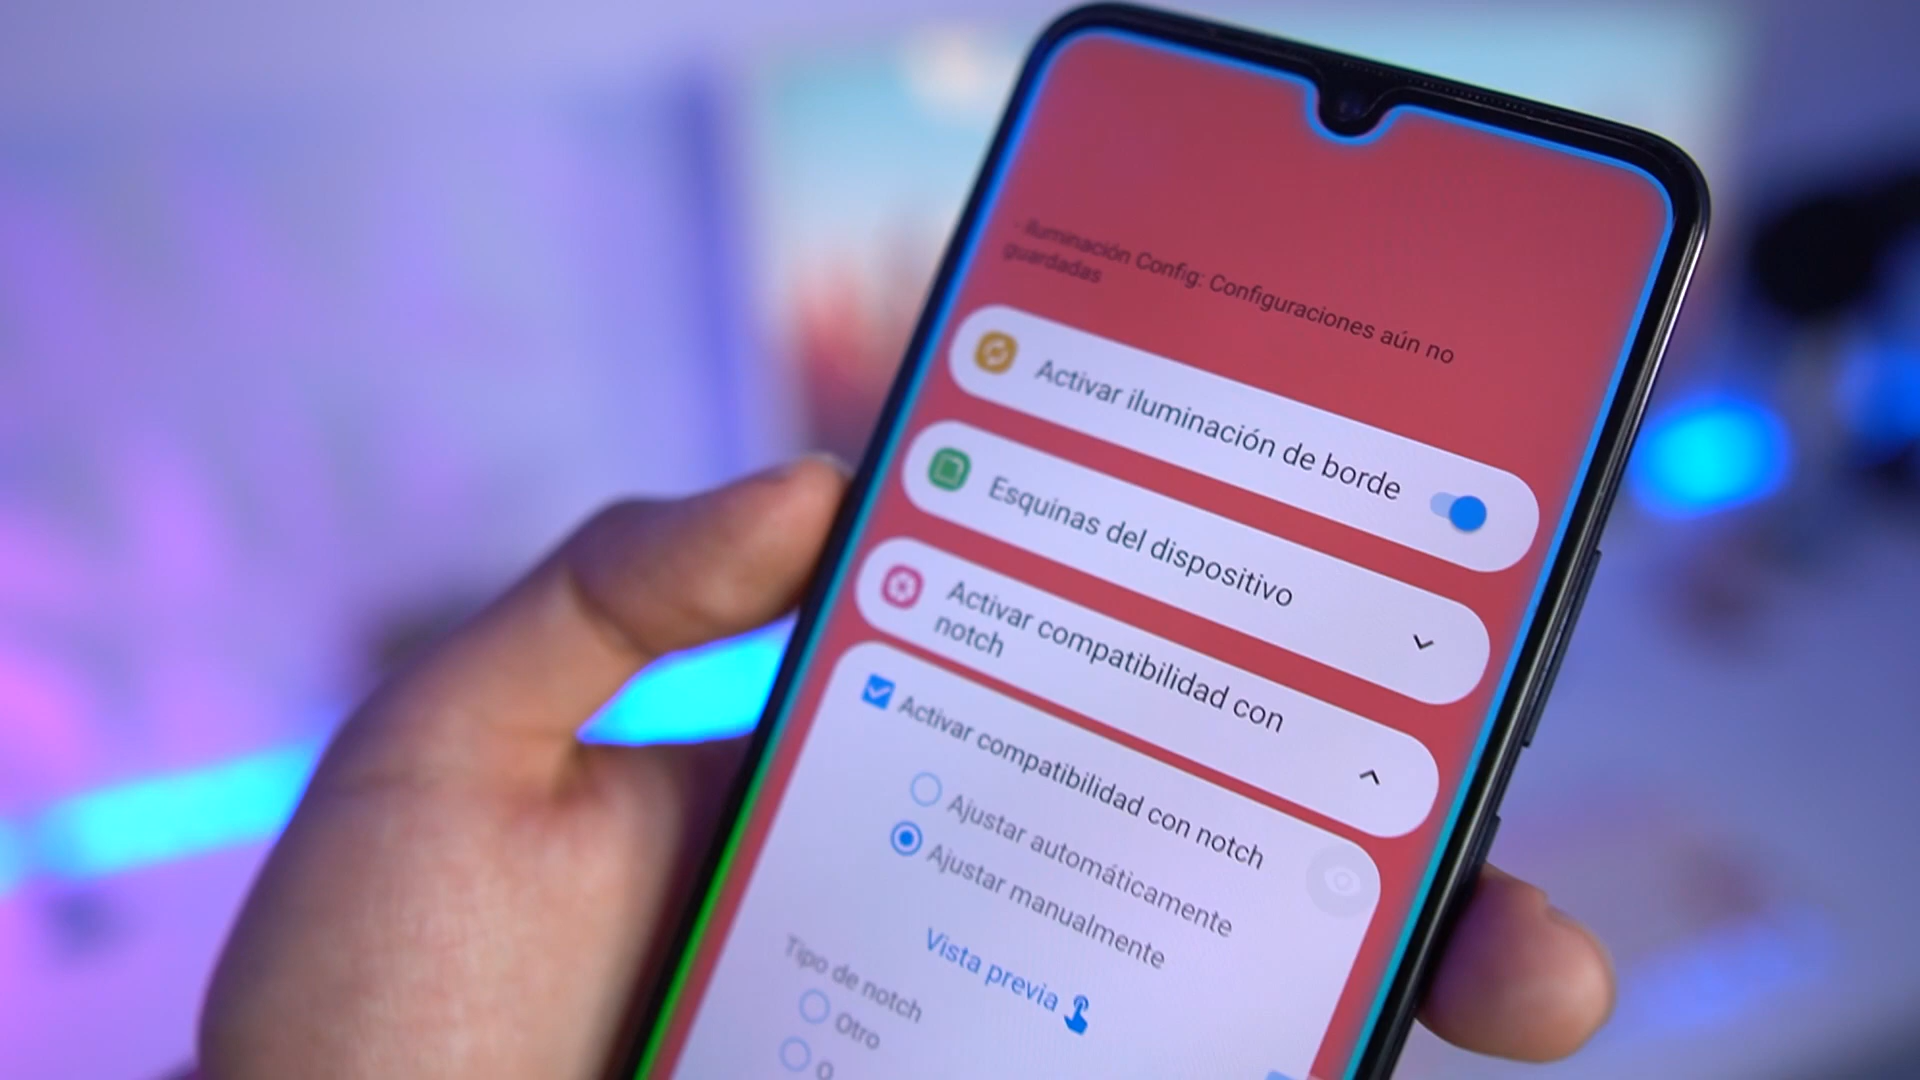 - Iluminación Config: Configuraciones aún no
guardadas
Activar iluminación de borde
Esquinas del dispositivo
Activar compatibilidad con
notch
Activar compatibilidad con notch
Ajustar automáticamente
Ajustar manualmente
Vista previa
Tipo de notch
Otro